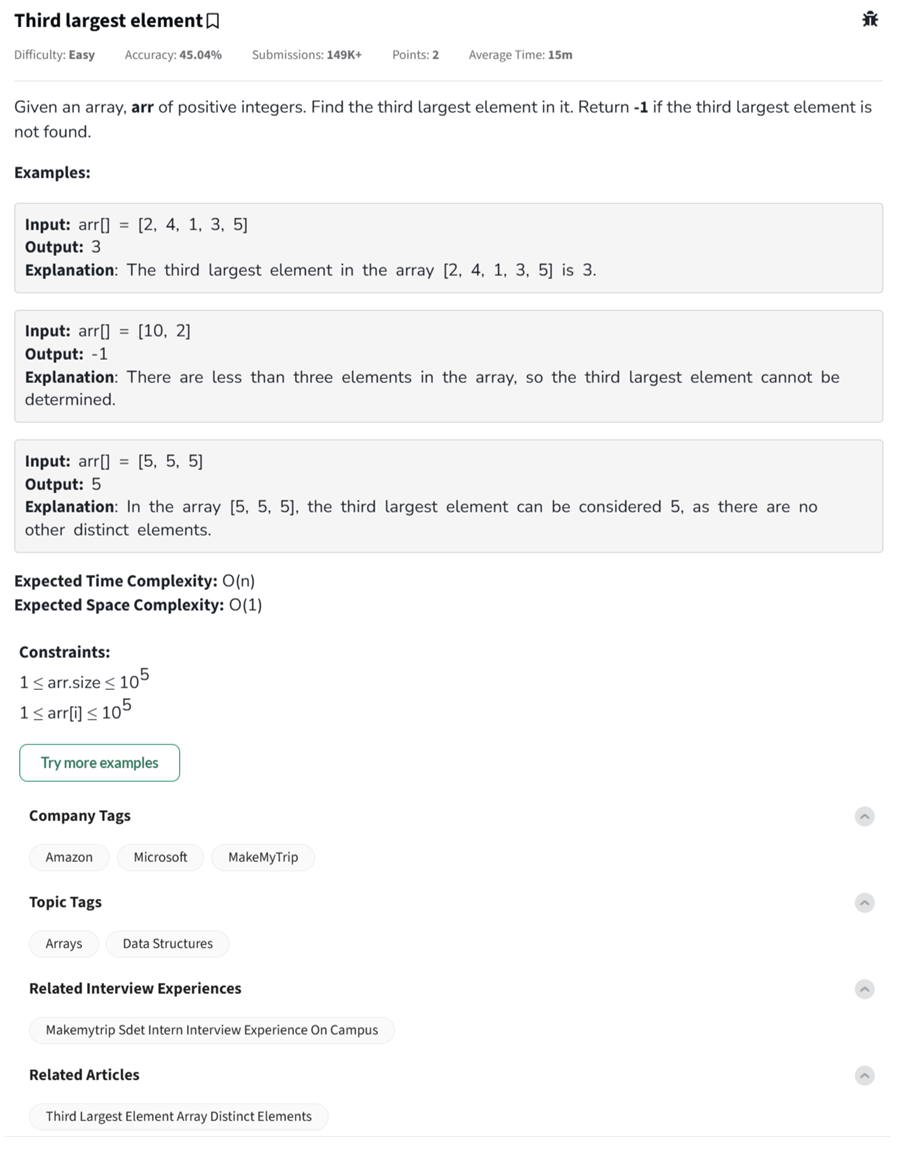 Third largest element
Difficulty: Easy Accuracy: 45.04% Submissions: 149K+ Points: 2 Average Time: 15m
Given an array, arr of positive integers. Find the third largest element in it. Return -1 if the third largest element is
not found.
Examples:
Input: arr[] = [2, 4, 1, 3, 5]
Output: 3
Explanation: The third largest element in the array [2, 4, 1, 3, 5] is 3.
Input: arr[] = [10, 2]
Output: -1
Explanation: There are less than three elements in the array, so the third largest element cannot be
determined.
Input: arr[] = [5, 5, 5]
Output: 5
Explanation: In the array [5, 5, 5], the third largest element can be considered 5, as there are no
other distinct elements.
Expected Time Complexity: O(n)
Expected Space Complexity: O(1)
Constraints:
1 ≤ arr.size ≤ 10⁵
1 ≤ arr[i] ≤ 10⁵
Try more examples
Company Tags
Amazon Microsoft MakeMyTrip
Topic Tags
Arrays Data Structures
Related Interview Experiences
Makemytrip Sdet Intern Interview Experience On Campus
Related Articles
Third Largest Element Array Distinct Elements